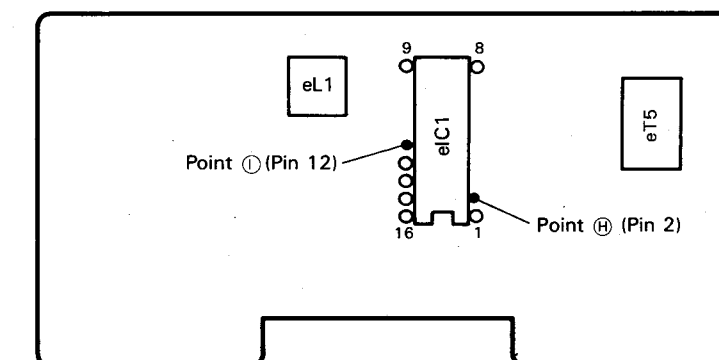 9 8
eL1
eIC1
eT5
Point Ⓘ (Pin 12)
16 1
Point Ⓗ (Pin 2)